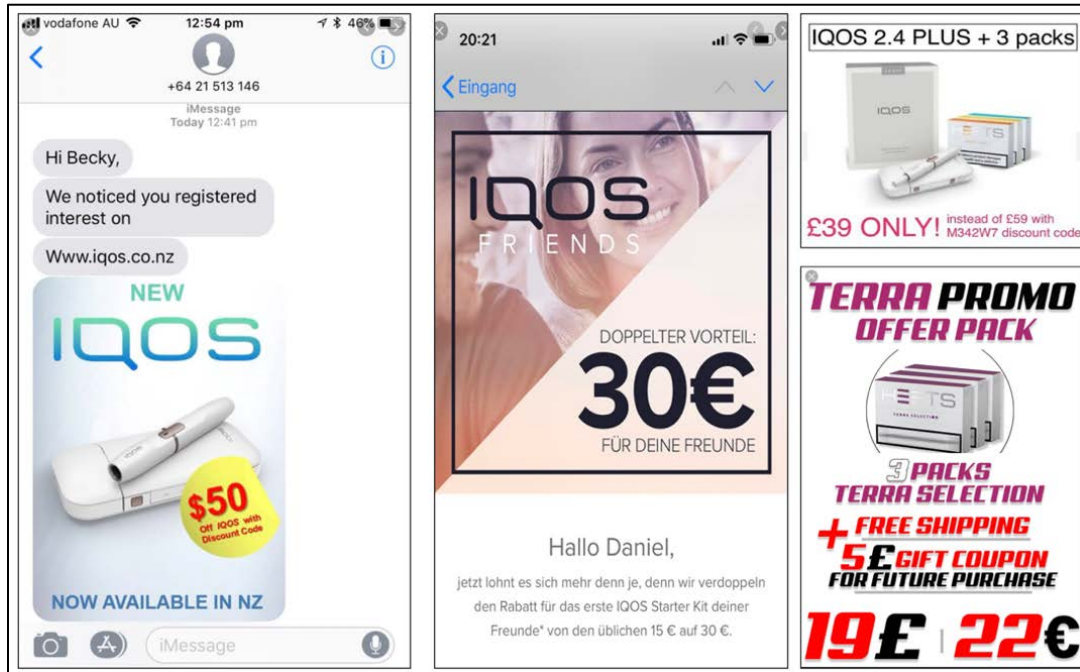 vodafone AU 12:54 pm 46%
+64 21 513 146
iMessage
Today 12:41 pm
Hi Becky,
We noticed you registered
interest on
Www.iqos.co.nz
NEW
IQOS
$50
Off IQOS with
Discount Code
NOW AVAILABLE IN NZ
iMessage
20:21
Eingang
IQOS
FRIENDS
DOPPELTER VORTEIL:
30€
FÜR DEINE FREUNDE
Hallo Daniel,
jetzt lohnt es sich mehr denn je, denn wir verdoppeln
den Rabatt für das erste IQOS Starter Kit deiner
Freunde* von den üblichen 15 € auf 30 €.
IQOS 2.4 PLUS + 3 packs
IQOS
£39 ONLY! instead of £59 with
M342W7 discount code
TERRA PROMO
OFFER PACK
HEETS
TERRA SELECTION
3 PACKS
TERRA SELECTION
+ FREE SHIPPING
5£ GIFT COUPON
FOR FUTURE PURCHASE
19£ | 22€